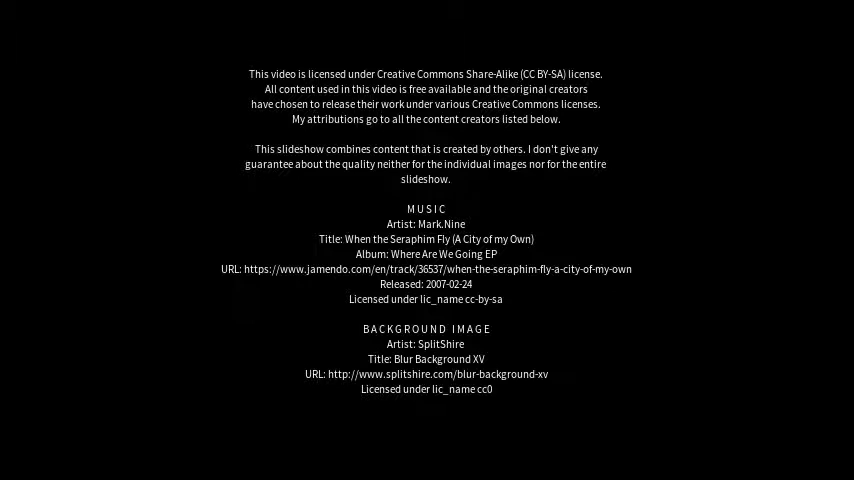 This video is licensed under Creative Commons Share-Alike (CC BY-SA) license.
All content used in this video is free available and the original creators
have chosen to release their work under various Creative Commons licenses.
My attributions go to all the content creators listed below.
This slideshow combines content that is created by others. I don't give any
guarantee about the quality neither for the individual images nor for the entire
slideshow.
MUSIC
Artist: Mark.Nine
Title: When the Seraphim Fly (A City of my Own)
Album: Where Are We Going EP
URL: https://www.jamendo.com/en/track/36537/when-the-seraphim-fly-a-city-of-my-own
Released: 2007-02-24
Licensed under lic_name cc-by-sa
BACKGROUND IMAGE
Artist: SplitShire
Title: Blur Background XV
URL: http://www.splitshire.com/blur-background-xv
Licensed under lic_name cc0